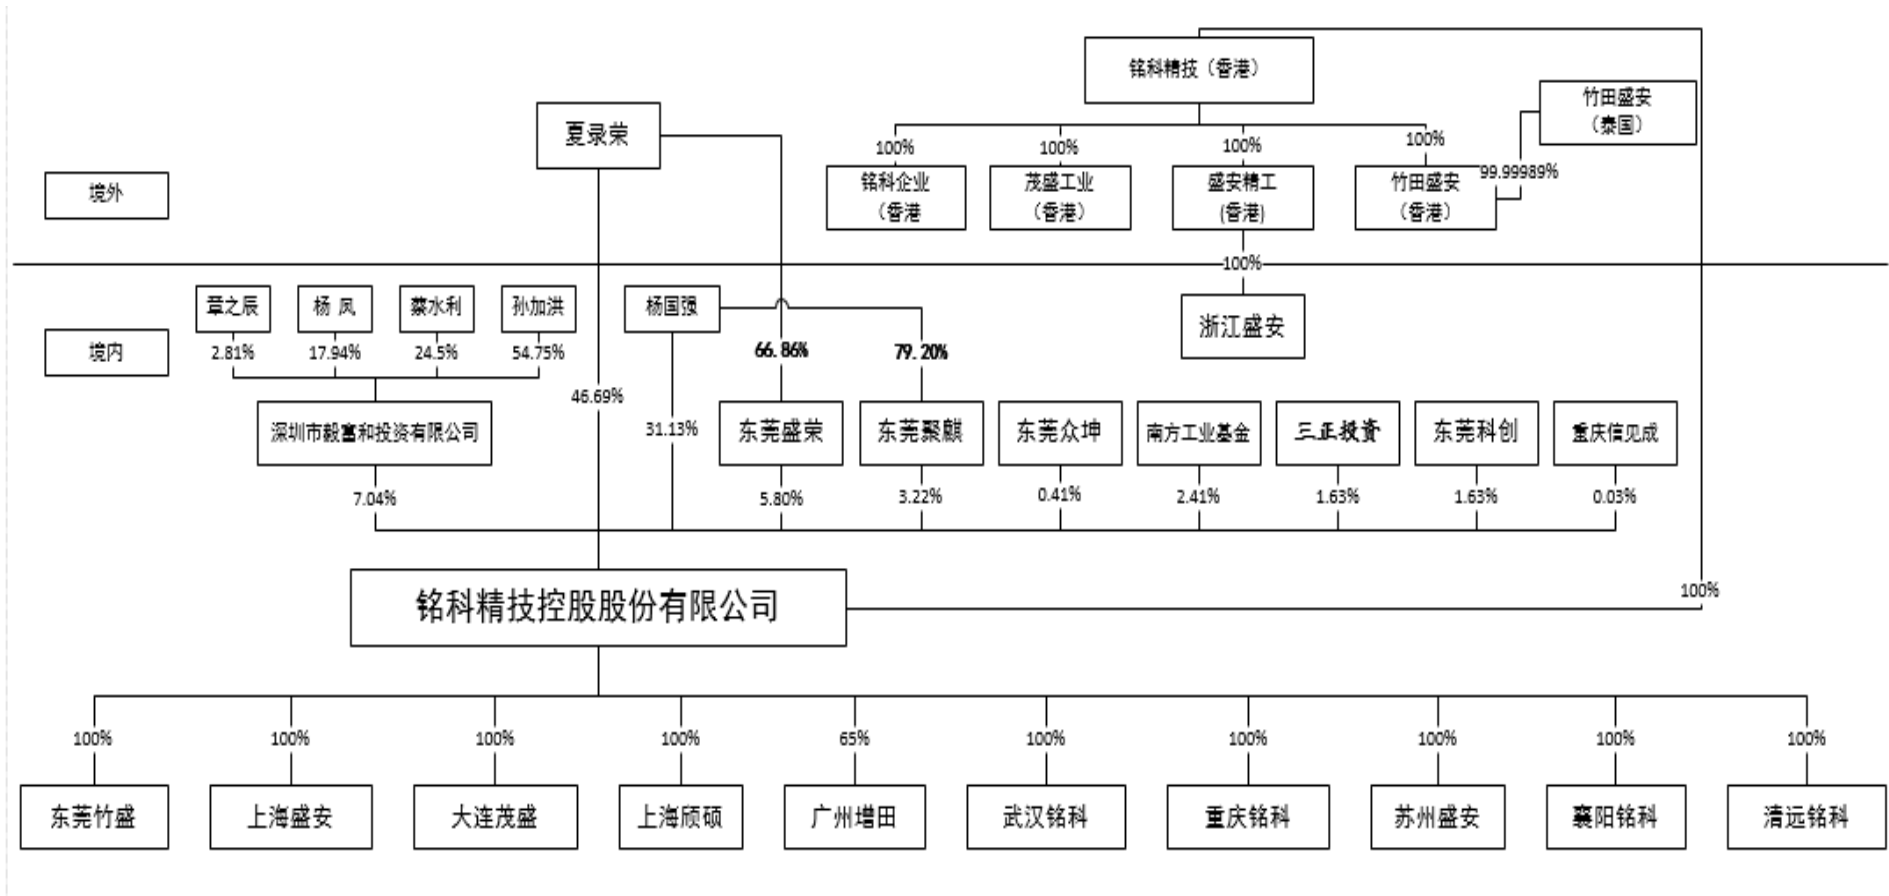 铭科精技（香港）
竹田盛安
（泰国）
夏录荣
100%
100%
100%
100%
99.99989%
境外
铭科企业
（香港
茂盛工业
（香港）
盛安精工
(香港)
竹田盛安
（香港）
100%
章之辰
杨 凤
蔡水利
孙加洪
杨国强
浙江盛安
境内
2.81%
17.94%
24.5%
54.75%
66.86%
79.20%
46.69%
31.13%
深圳市毅富和投资有限公司
东莞盛荣
东莞聚麒
东莞众坤
南方工业基金
三正投资
东莞科创
重庆信见成
7.04%
5.80%
3.22%
0.41%
2.41%
1.63%
1.63%
0.03%
铭科精技控股股份有限公司
100%
100%
100%
100%
100%
65%
100%
100%
100%
100%
100%
东莞竹盛
上海盛安
大连茂盛
上海颀硕
广州增田
武汉铭科
重庆铭科
苏州盛安
襄阳铭科
清远铭科